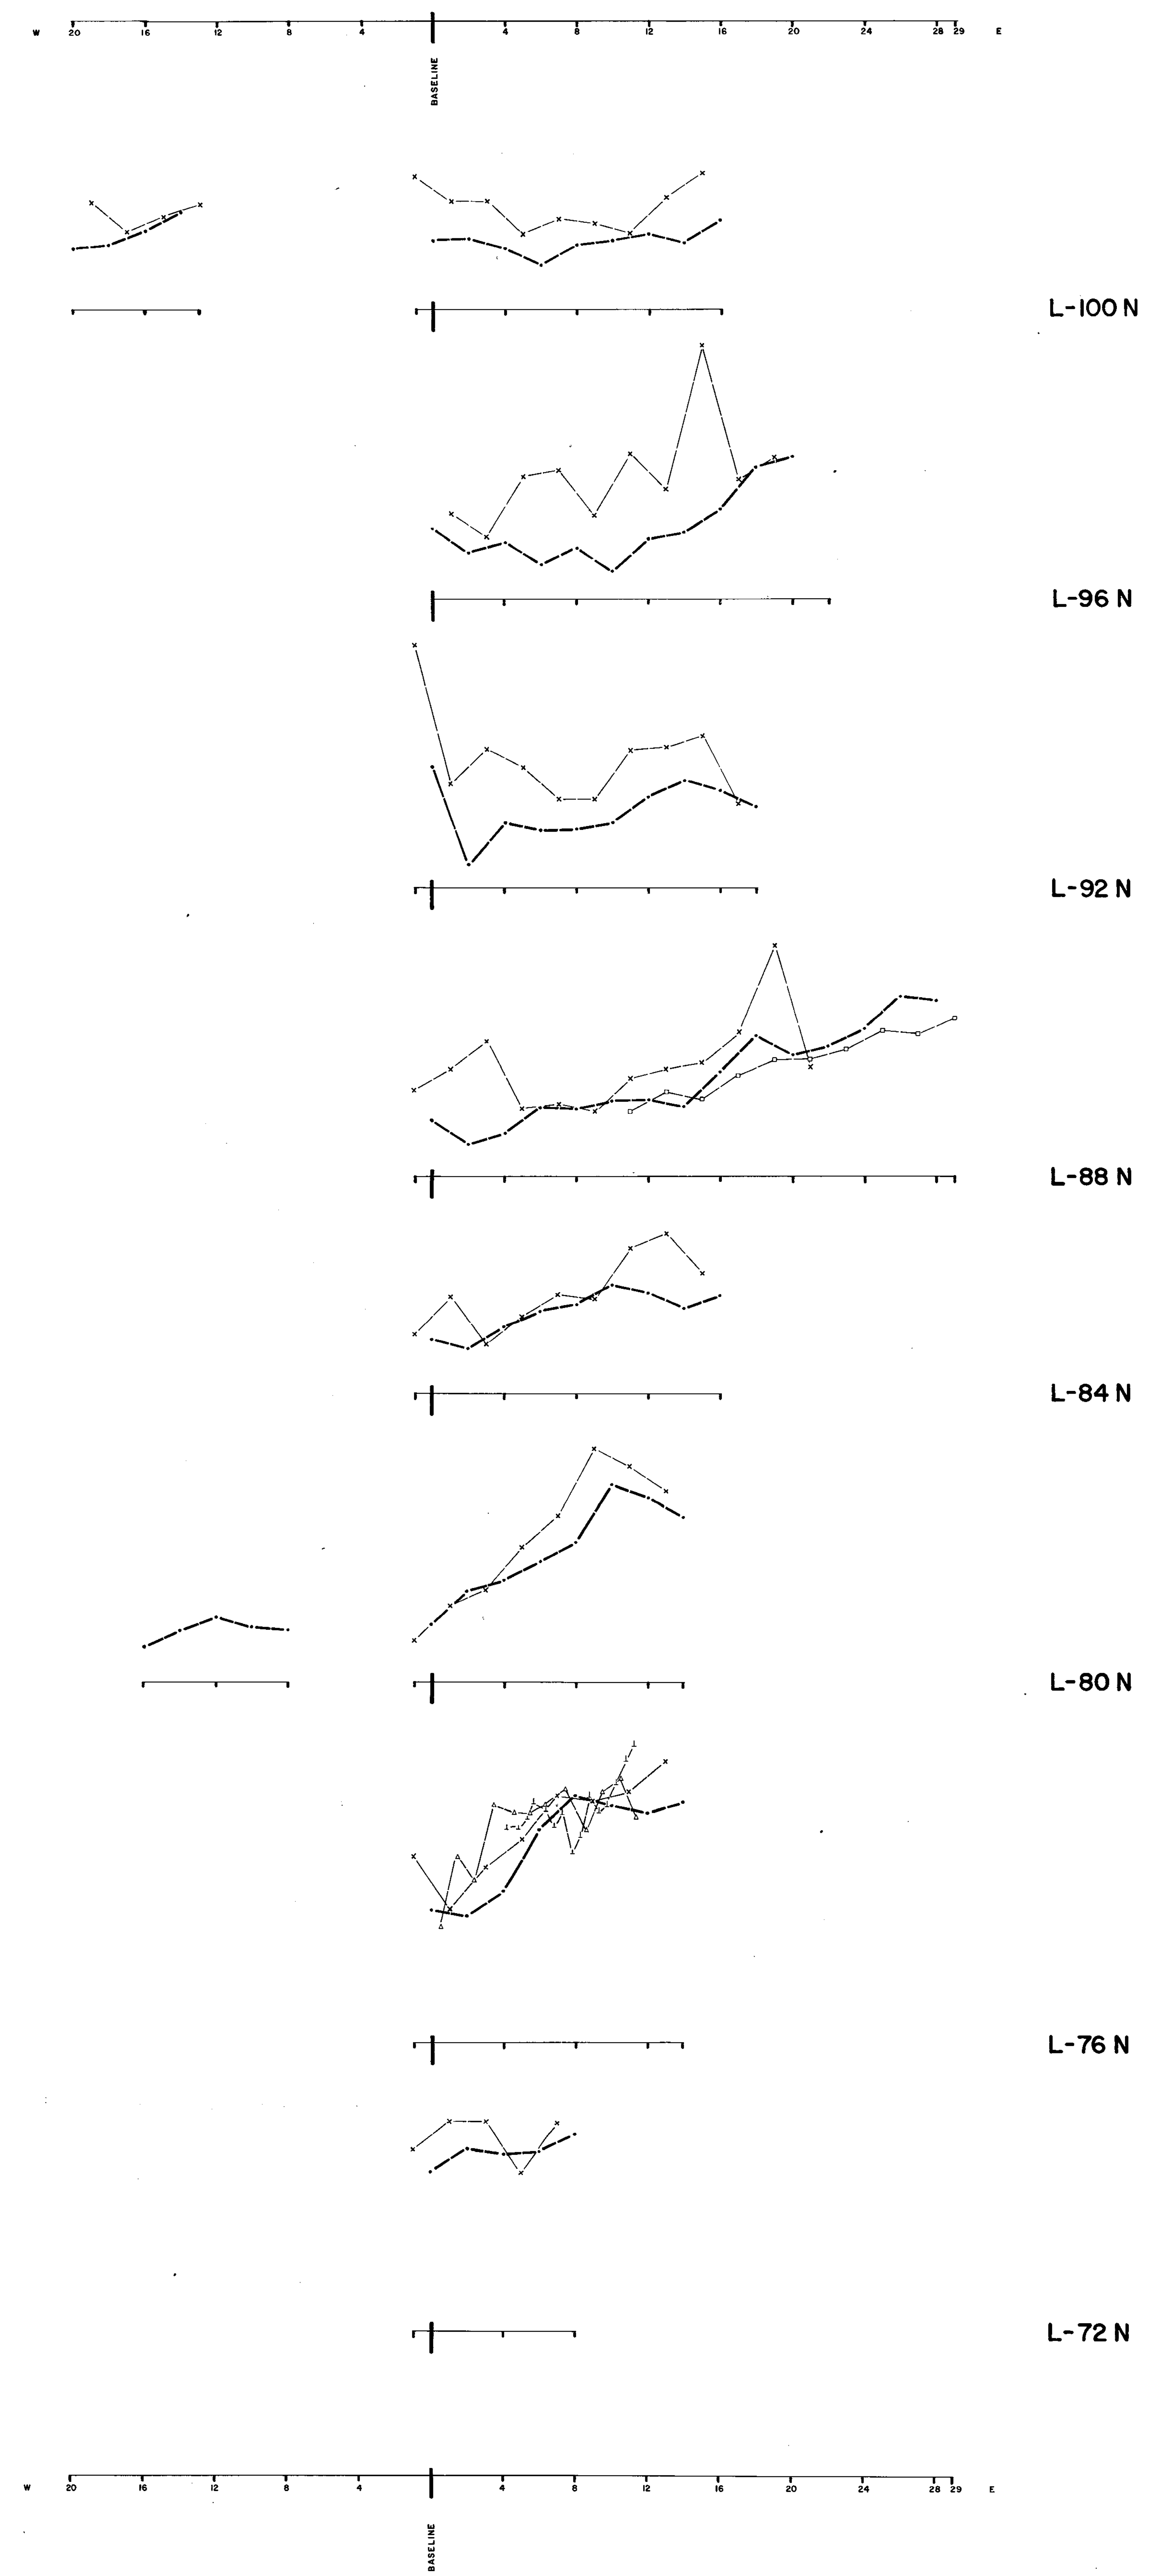 W 20 16 12 8 4 4 8 12 16 20 24 28 29 E
BASELINE
L-100 N
L-96 N
L-92 N
L-88 N
L-84 N
L-80 N
L-76 N
L-72 N
W 20 16 12 8 4 4 8 12 16 20 24 28 29 E
BASELINE